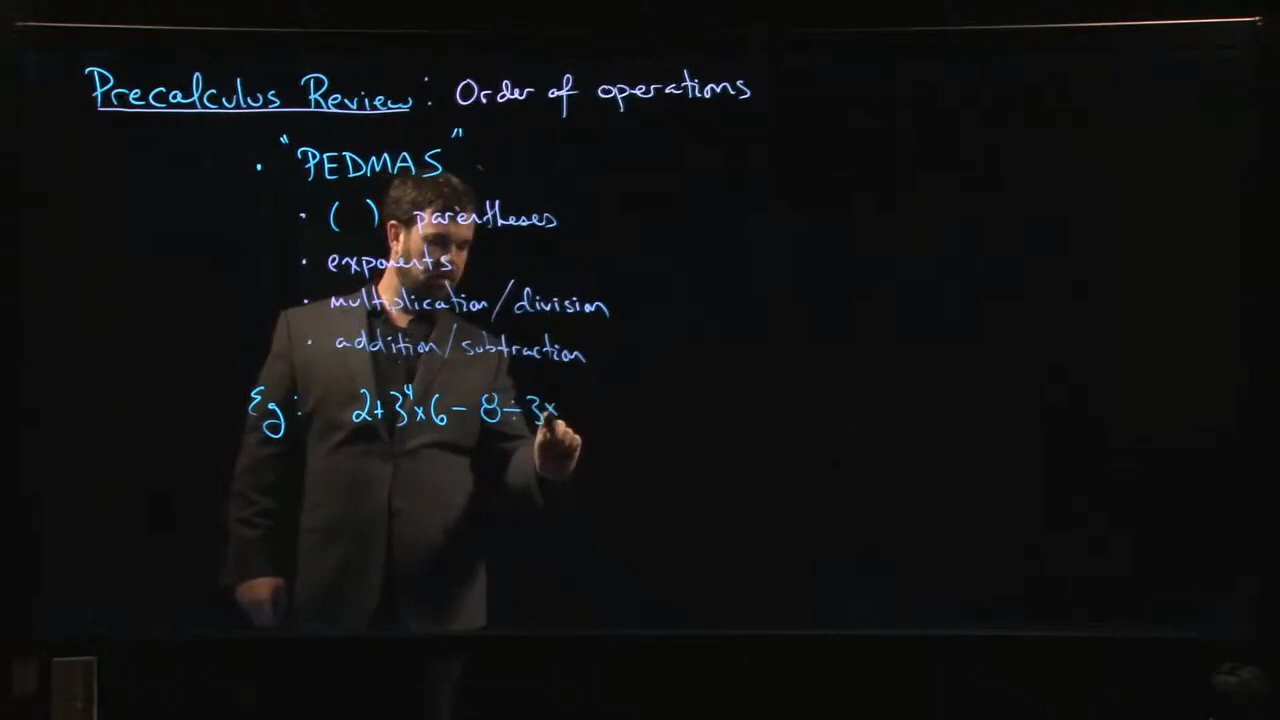 Precalculus Review: Order of operations
• "PEDMAS"
• ( ) parentheses
• exponents
• multiplication/division
• addition/subtraction
Eg: 2+3⁴×6 − 8÷3×